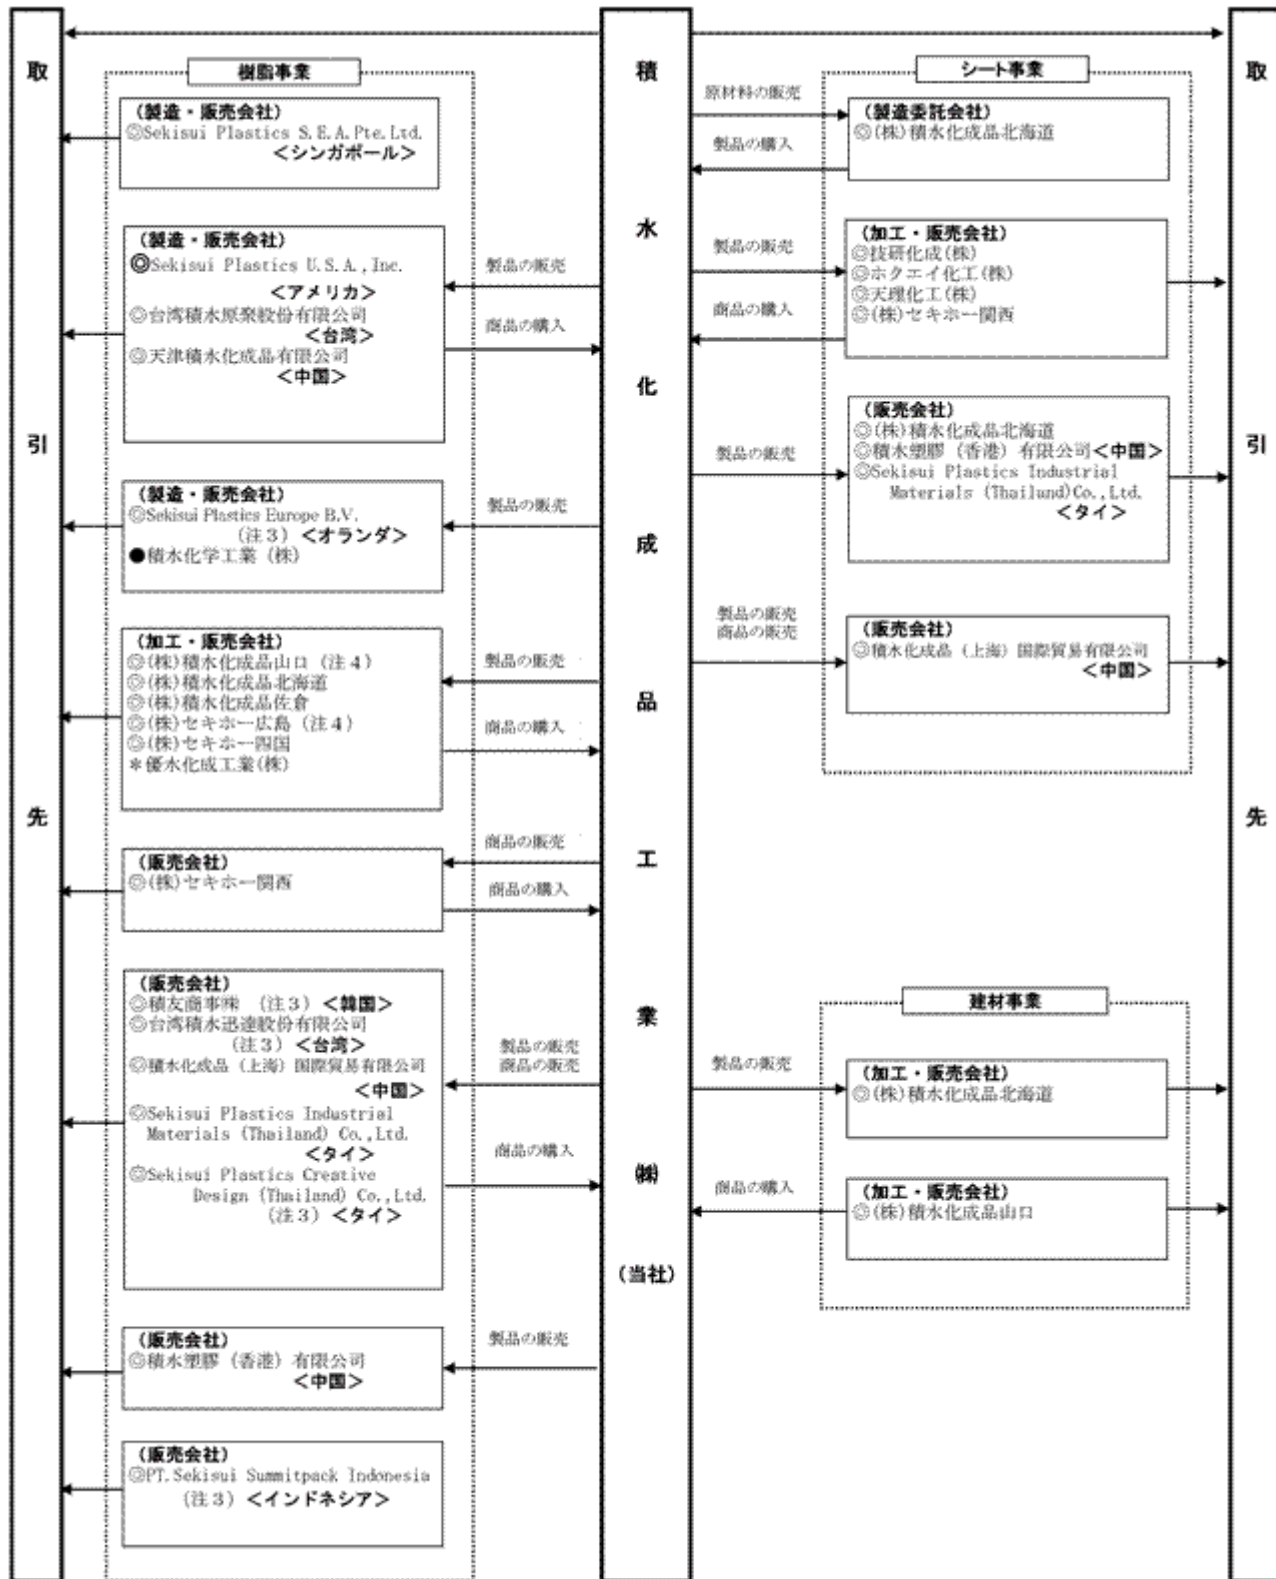 取引先
樹脂事業
(製造・販売会社)
◎Sekisui Plastics S.E.A.Pte.Ltd.
<シンガポール>
(製造・販売会社)
◎Sekisui Plastics U.S.A.,Inc.
<アメリカ>
◎台湾積水原聚股份有限公司
<台湾>
◎天津積水化成品有限公司
<中国>
(製造・販売会社)
◎Sekisui Plastics Europe B.V.
(注3) <オランダ>
●積水化学工業 (株)
(加工・販売会社)
◎(株)積水化成品山口 (注4)
◎(株)積水化成品北海道
◎(株)積水化成品佐倉
◎(株)セキホー広島 (注4)
◎(株)セキホー四国
*優水化成工業(株)
(販売会社)
◎(株)セキホー関西
(販売会社)
◎積友商事㈱ (注3) <韓国>
◎台湾積水迅達股份有限公司
(注3) <台湾>
◎積水化成品 (上海) 国際貿易有限公司
<中国>
◎Sekisui Plastics Industrial
Materials (Thailand) Co.,Ltd.
<タイ>
◎Sekisui Plastics Creative
Design (Thailand) Co.,Ltd.
(注3) <タイ>
(販売会社)
◎積水塑膠 (香港) 有限公司
<中国>
(販売会社)
◎PT.Sekisui Summitpack Indonesia
(注3) <インドネシア>
製品の販売
商品の購入
製品の販売
製品の販売
商品の購入
商品の販売
商品の購入
製品の販売
商品の販売
商品の購入
製品の販売
積水化成品工業㈱(当社)
原材料の販売
製品の購入
製品の販売
商品の購入
製品の販売
製品の販売
商品の販売
製品の販売
商品の購入
シート事業
(製造委託会社)
◎(株)積水化成品北海道
(加工・販売会社)
◎技研化成(株)
◎ホクエイ化工(株)
◎天理化工(株)
◎(株)セキホー関西
(販売会社)
◎(株)積水化成品北海道
◎積水塑膠 (香港) 有限公司<中国>
◎Sekisui Plastics Industrial
Materials (Thailand)Co.,Ltd.
<タイ>
(販売会社)
◎積水化成品 (上海) 国際貿易有限公司
<中国>
建材事業
(加工・販売会社)
◎(株)積水化成品北海道
(加工・販売会社)
◎(株)積水化成品山口
取引先